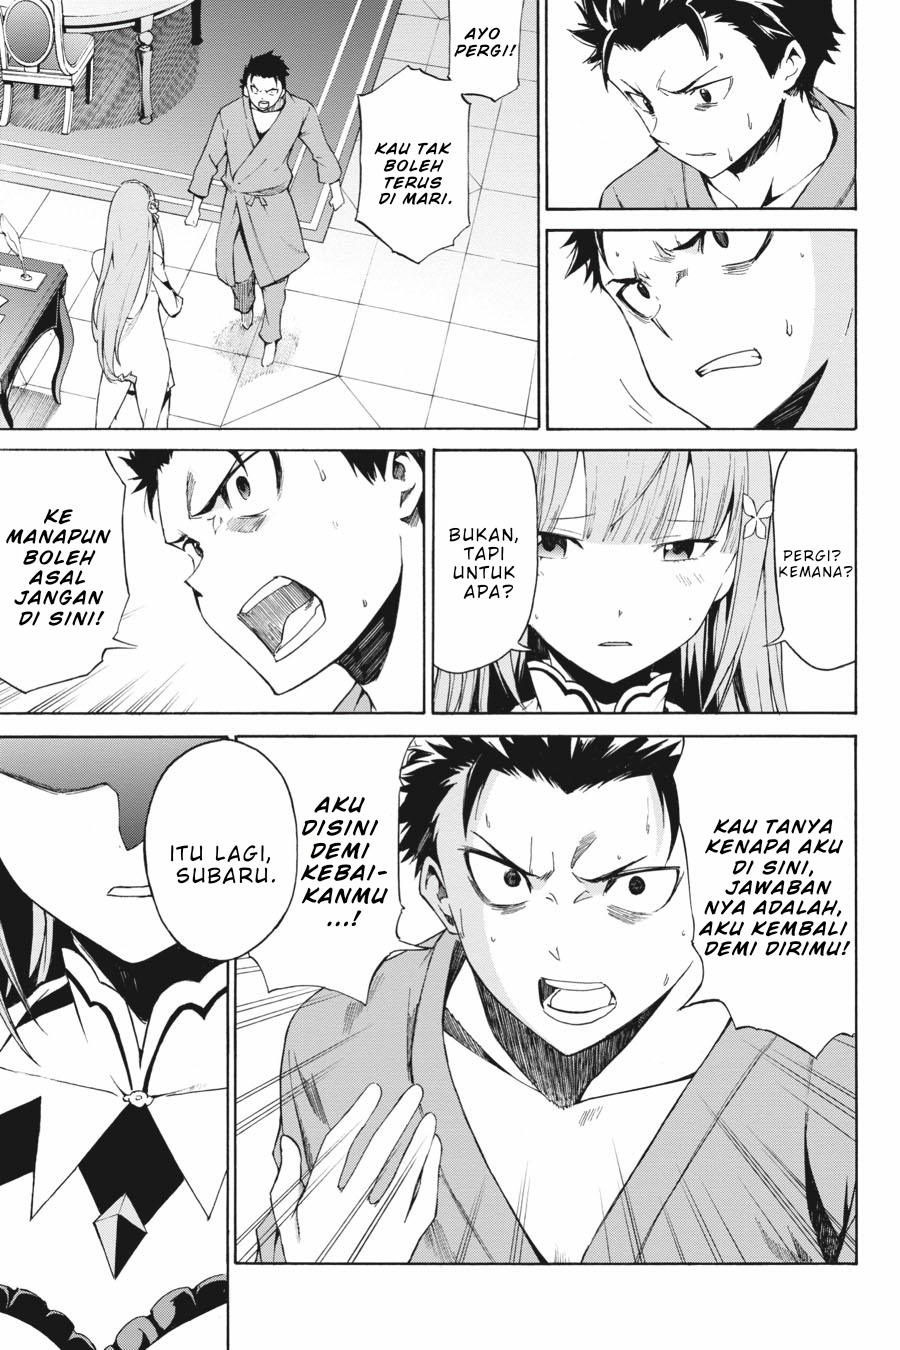 AYO
PERGI!
KAU TAK
BOLEH
TERUS
DI MARI.
PERGI?
KEMANA?
BUKAN,
TAPI
UNTUK
APA?
KE
MANAPUN
BOLEH
ASAL
JANGAN
DI SINI!
KAU TANYA
KENAPA AKU
DI SINI,
JAWABAN
NYA ADALAH,
AKU KEMBALI
DEMI DIRIMU!
AKU
DISINI
DEMI
KEBAI-
KANMU
...!
ITU LAGI,
SUBARU.